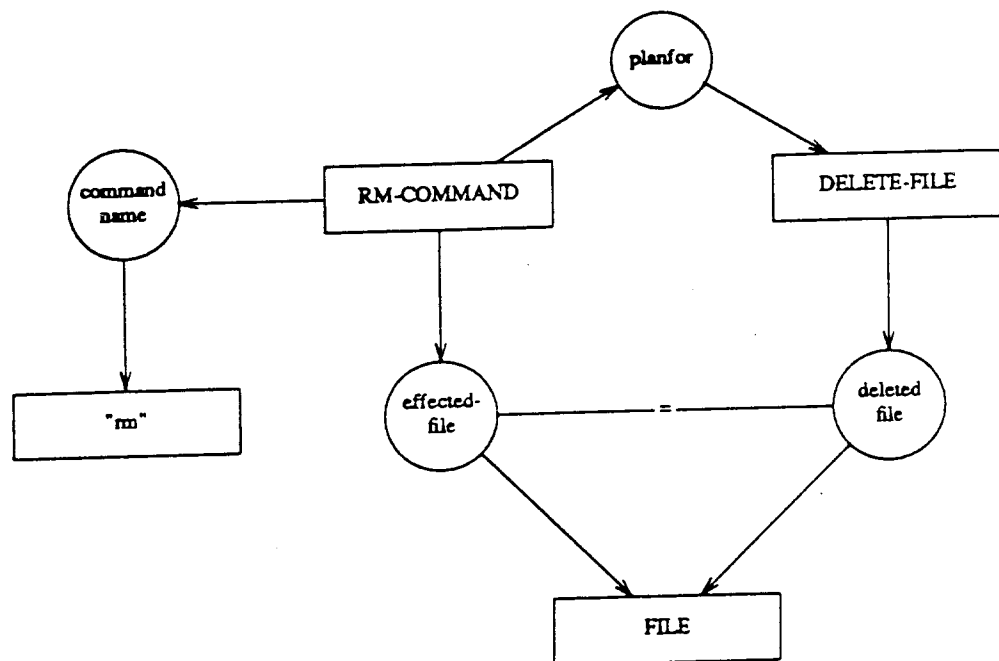 planfor
command
name
RM-COMMAND
DELETE-FILE
"rm"
effected-
file
=
deleted
file
FILE